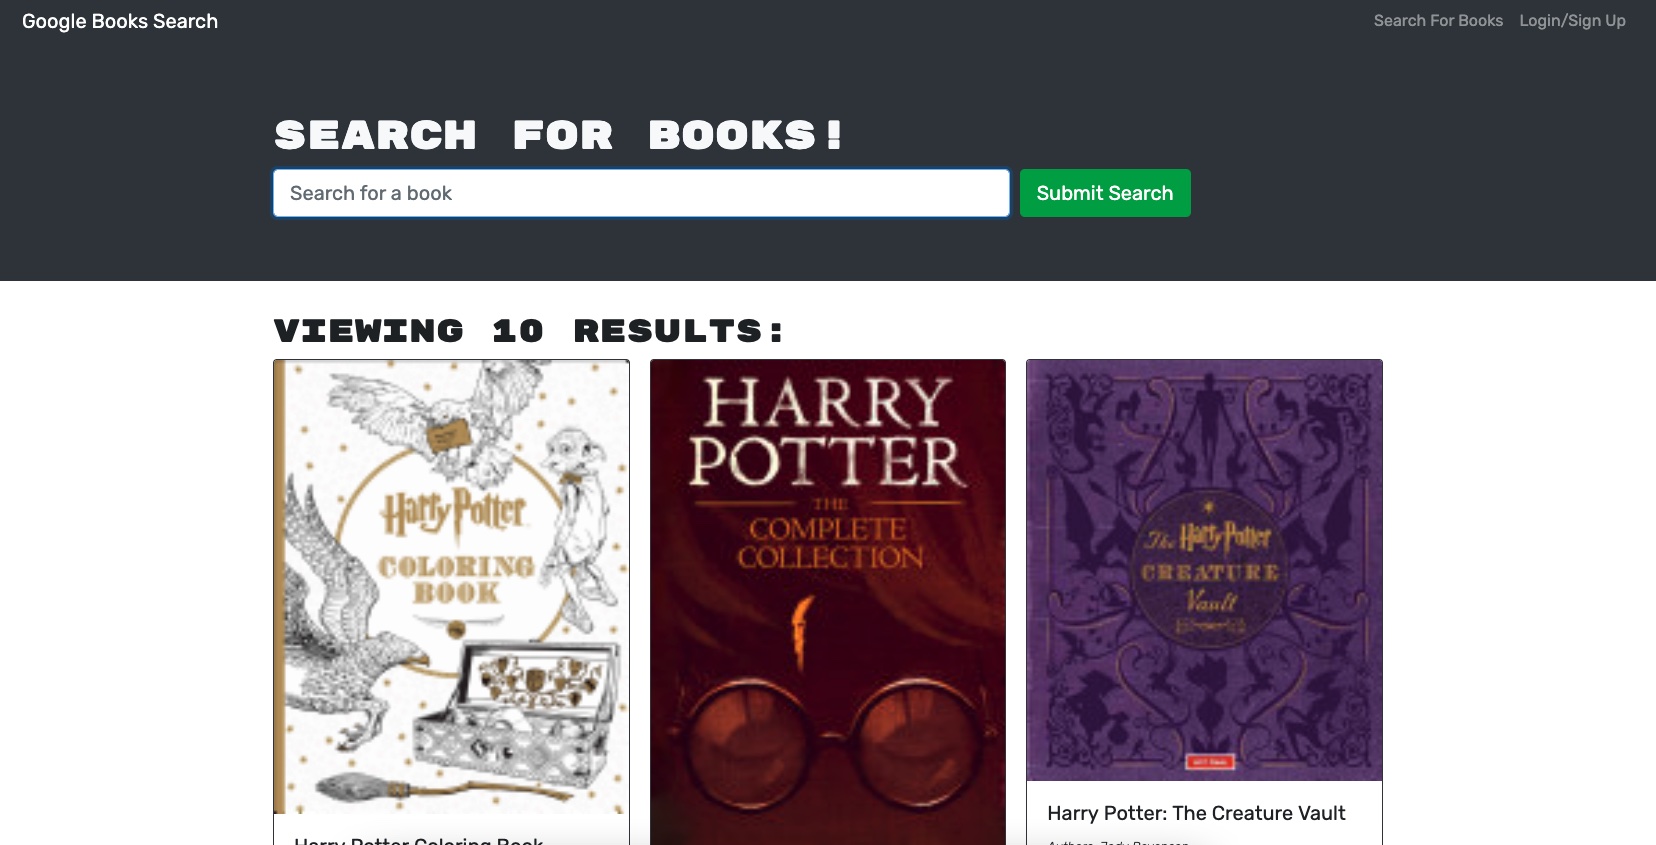 Google Books Search
Search For Books
Login/Sign Up
SEARCH FOR BOOKS!
Search for a book
Submit Search
VIEWING 10 RESULTS:
Harry Potter
COLORING
BOOK
HARRY
POTTER
THE
COMPLETE
COLLECTION
The Harry Potter
CREATURE
Vault
Harry Potter: The Creature Vault
Harry Potter Coloring Book